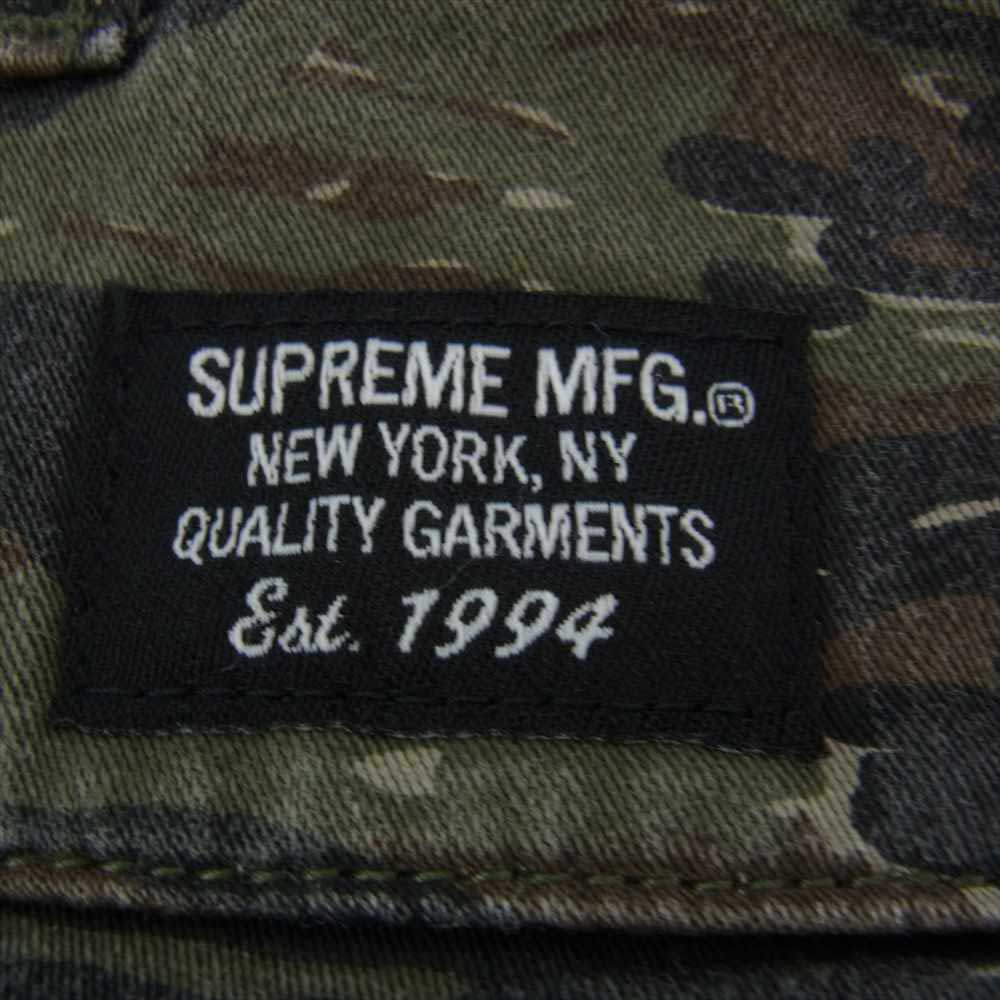 SUPREME MFG.®
NEW YORK, NY
QUALITY GARMENTS
Est. 1994